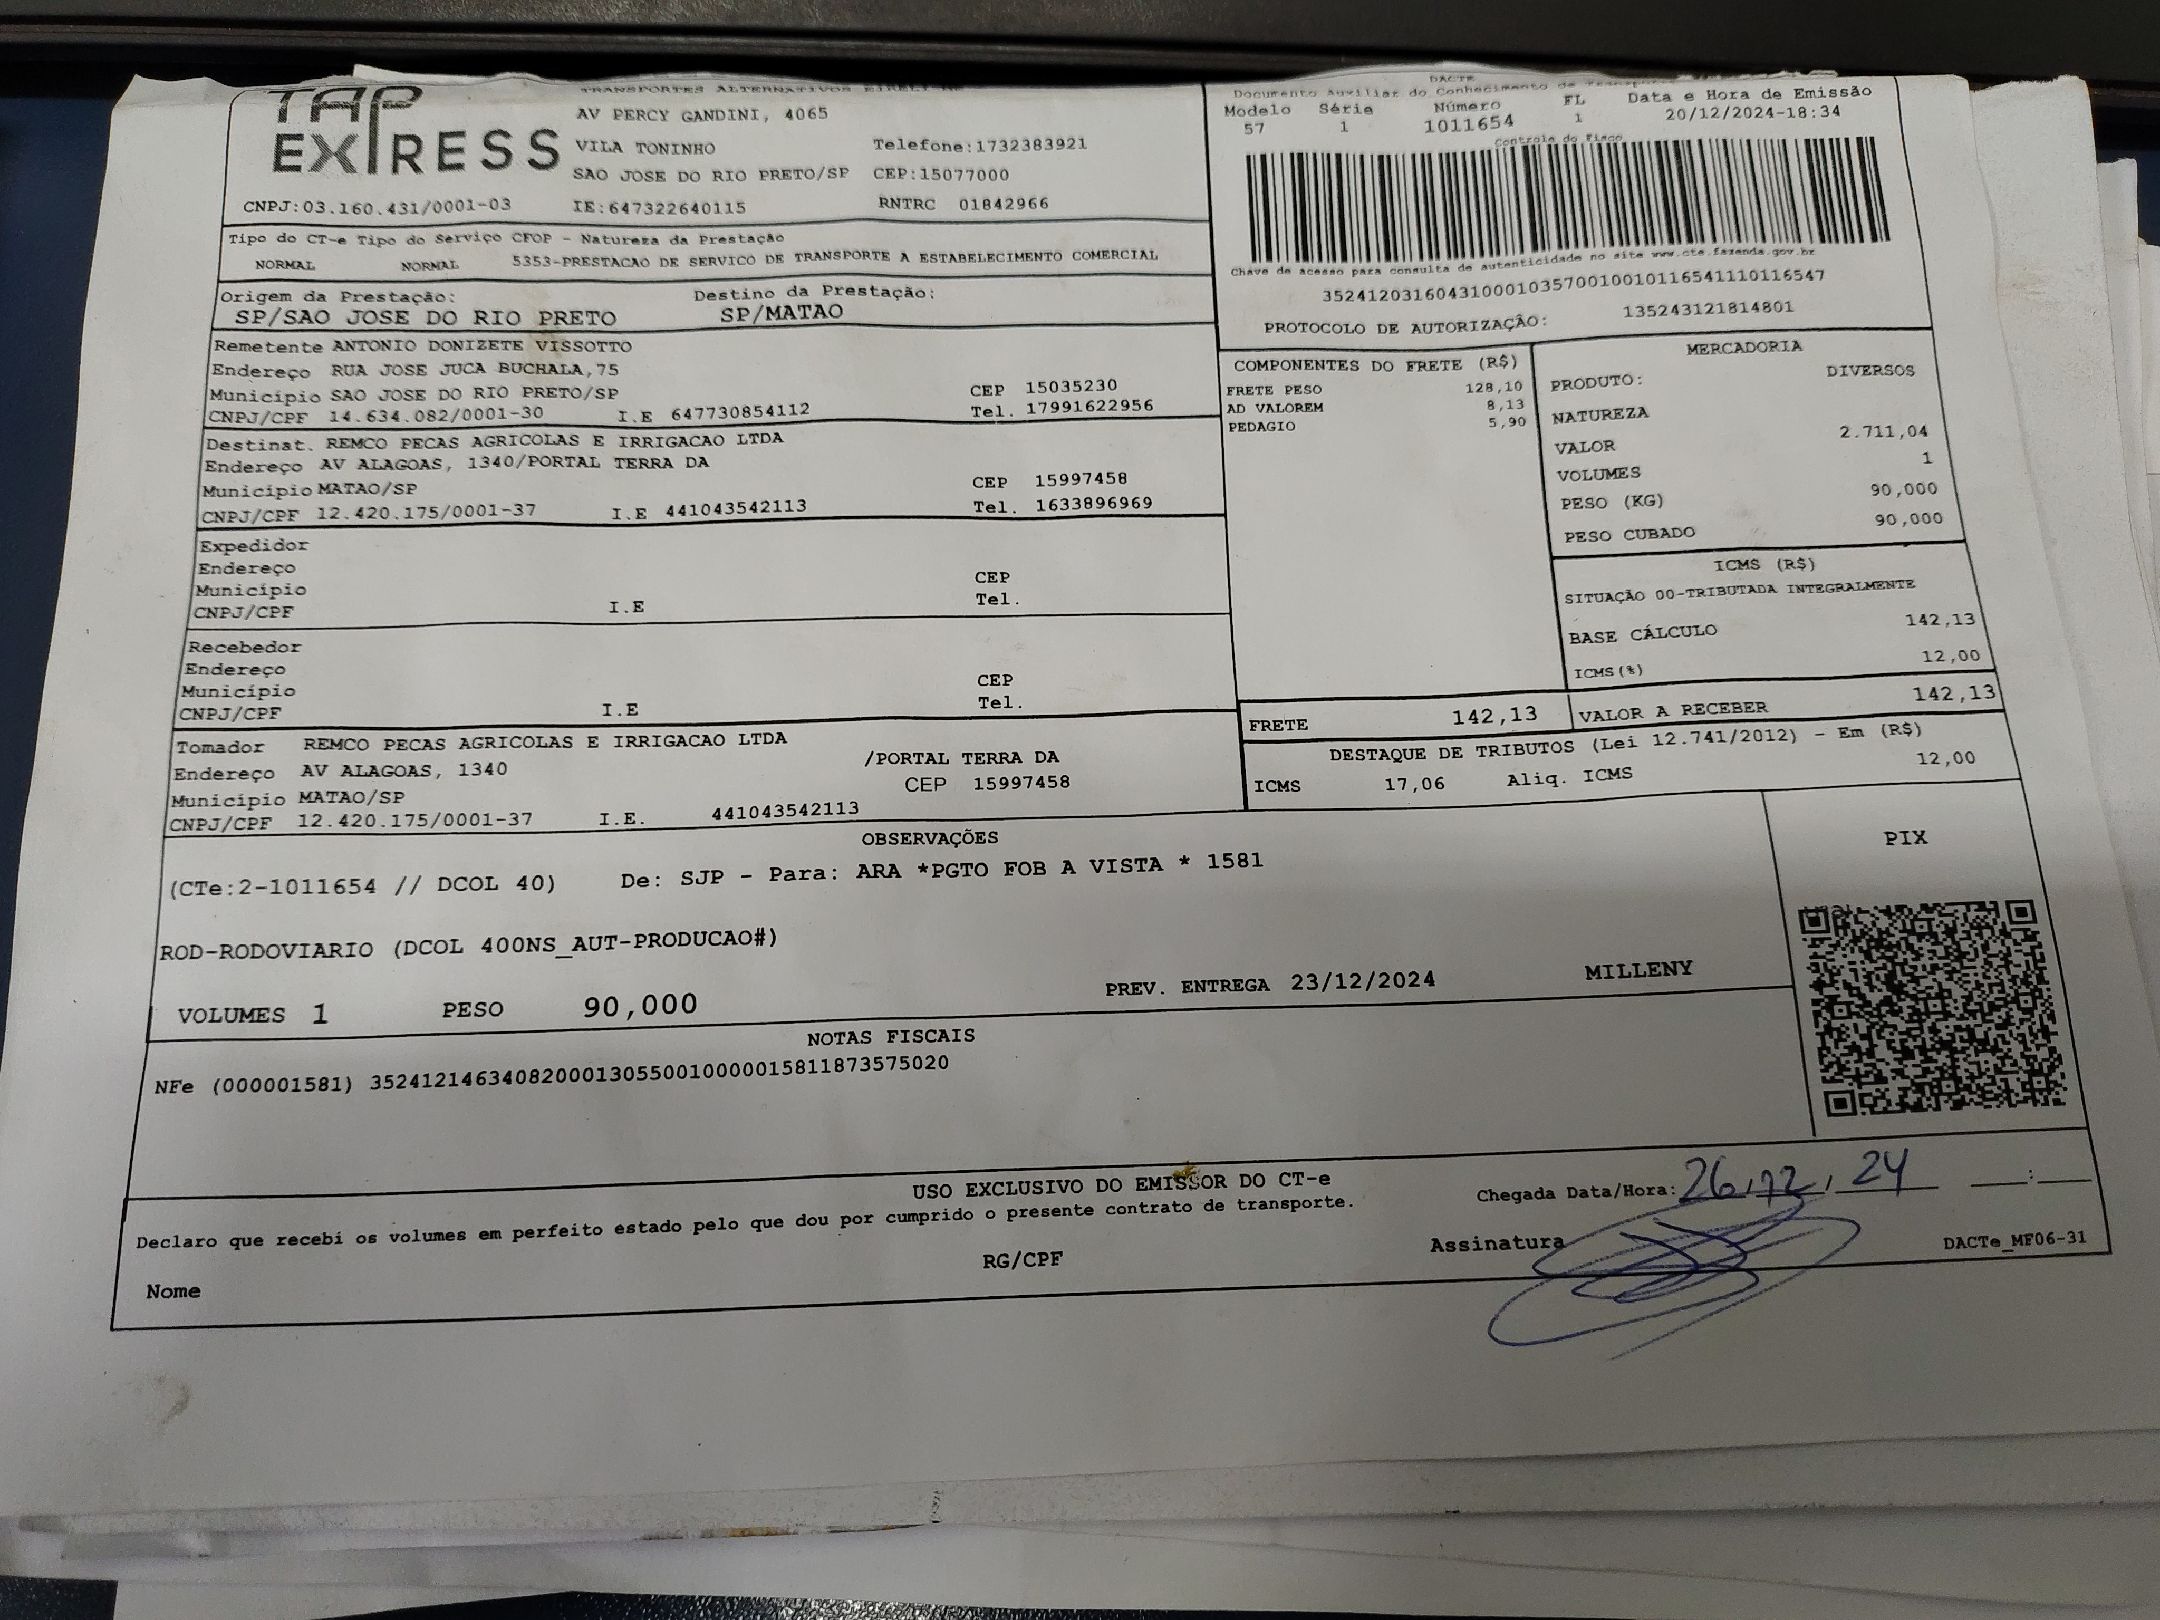 TAP
EXPRESS
TRANSPORTES ALTERNATIVOS EIRELI-ME
AV PERCY GANDINI, 4065
VILA TONINHO Telefone:1732383921
SAO JOSE DO RIO PRETO/SP CEP:15077000
CNPJ:03.160.431/0001-03 IE:647322640115 RNTRC 01842966
DACTE
Documento Auxiliar do Conhecimento de
Modelo Série Número FL Data e Hora de Emissão
57 1 1011654 1 20/12/2024-18:34
Controle do Fisco
Chave de acesso para consulta de autenticidade no site www.cte.fazenda.gov.br
35241203160431000103570010010116541110116547
PROTOCOLO DE AUTORIZAÇÃO: 135243121814801
Tipo do CT-e Tipo do Serviço CFOP - Natureza da Prestação
NORMAL NORMAL 5353-PRESTACAO DE SERVICO DE TRANSPORTE A ESTABELECIMENTO COMERCIAL
Origem da Prestação: Destino da Prestação:
SP/SAO JOSE DO RIO PRETO SP/MATAO
Remetente ANTONIO DONIZETE VISSOTTO
Endereço RUA JOSE JUCA BUCHALA,75
Município SAO JOSE DO RIO PRETO/SP CEP 15035230
CNPJ/CPF 14.634.082/0001-30 I.E 647730854112 Tel. 17991622956
Destinat. REMCO PECAS AGRICOLAS E IRRIGACAO LTDA
Endereço AV ALAGOAS, 1340/PORTAL TERRA DA
Município MATAO/SP CEP 15997458
CNPJ/CPF 12.420.175/0001-37 I.E 441043542113 Tel. 1633896969
Expedidor
Endereço
Município CEP
CNPJ/CPF I.E Tel.
Recebedor
Endereço
Município CEP
CNPJ/CPF I.E Tel.
Tomador REMCO PECAS AGRICOLAS E IRRIGACAO LTDA
Endereço AV ALAGOAS, 1340 /PORTAL TERRA DA
Município MATAO/SP CEP 15997458
CNPJ/CPF 12.420.175/0001-37 I.E. 441043542113
COMPONENTES DO FRETE (R$)
FRETE PESO 128,10
AD VALOREM 8,13
PEDAGIO 5,90
MERCADORIA
PRODUTO: DIVERSOS
NATUREZA
VALOR 2.711,04
VOLUMES 1
PESO (KG) 90,000
PESO CUBADO 90,000
ICMS (R$)
SITUAÇÃO 00-TRIBUTADA INTEGRALMENTE
BASE CÁLCULO 142,13
ICMS(%) 12,00
FRETE 142,13 VALOR A RECEBER 142,13
DESTAQUE DE TRIBUTOS (Lei 12.741/2012) - Em (R$)
ICMS 17,06 Aliq. ICMS 12,00
OBSERVAÇÕES
(CTe:2-1011654 // DCOL 40) De: SJP - Para: ARA *PGTO FOB A VISTA * 1581
ROD-RODOVIARIO (DCOL 400NS_AUT-PRODUCAO#)
VOLUMES 1 PESO 90,000 PREV. ENTREGA 23/12/2024 MILLENY
PIX
NOTAS FISCAIS
NFe (000001581) 35241214634082000130550010000015811873575020
USO EXCLUSIVO DO EMISSOR DO CT-e
Declaro que recebi os volumes em perfeito estado pelo que dou por cumprido o presente contrato de transporte.
Chegada Data/Hora: 26,12,24 __:__
Nome RG/CPF Assinatura DACTe_MF06-31